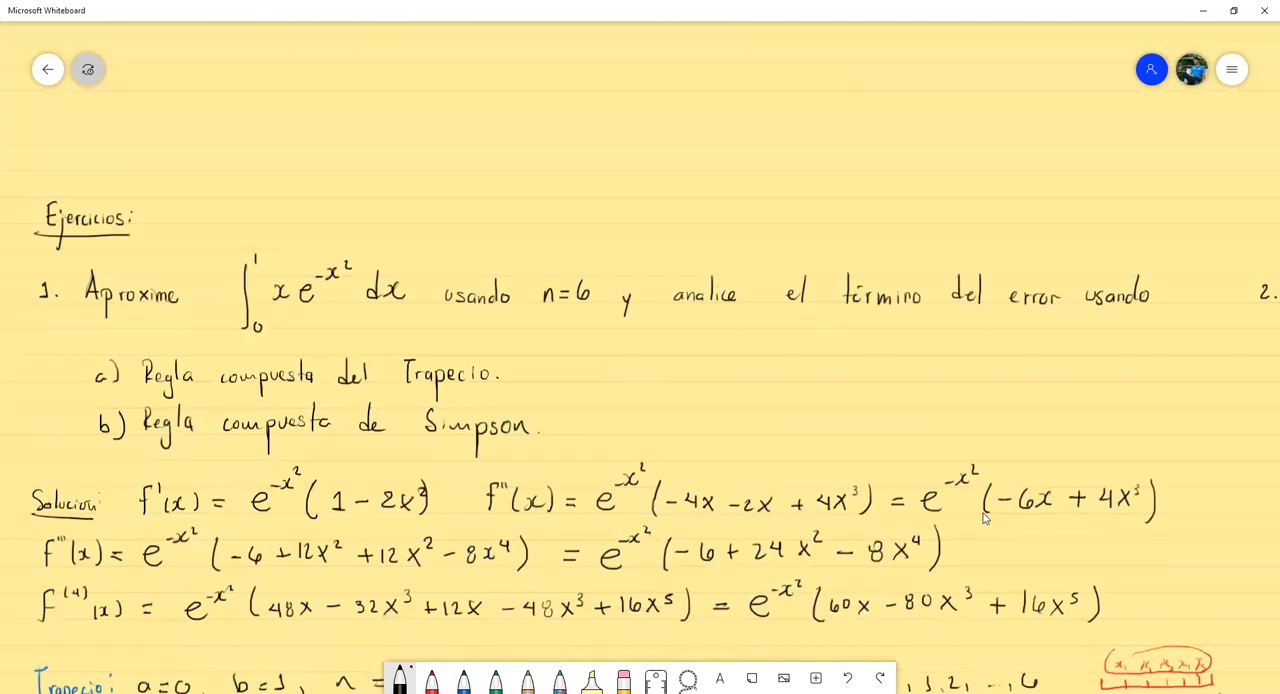 Microsoft Whiteboard
Ejercicios:
1. Aproxime ∫₀¹ x e^{-x²} dx usando n=6 y analice el término del error usando 2.
a) Regla compuesta del Trapecio.
b) Regla compuesta de Simpson.
Solución: f'(x) = e^{-x²} (1 - 2x²) f''(x) = e^{-x²} (-4x -2x + 4x³) = e^{-x²} (-6x + 4x³)
f'''(x) = e^{-x²} (-6 +12x² +12x² - 8x⁴) = e^{-x²} (-6 + 24x² - 8x⁴)
f⁽⁴⁾(x) = e^{-x²} (48x - 32x³ +12x - 48x³ +16x⁵) = e^{-x²} (60x - 80x³ + 16x⁵)
Trapecio: a=0, b=1, n = , 1, 2, ..., 6